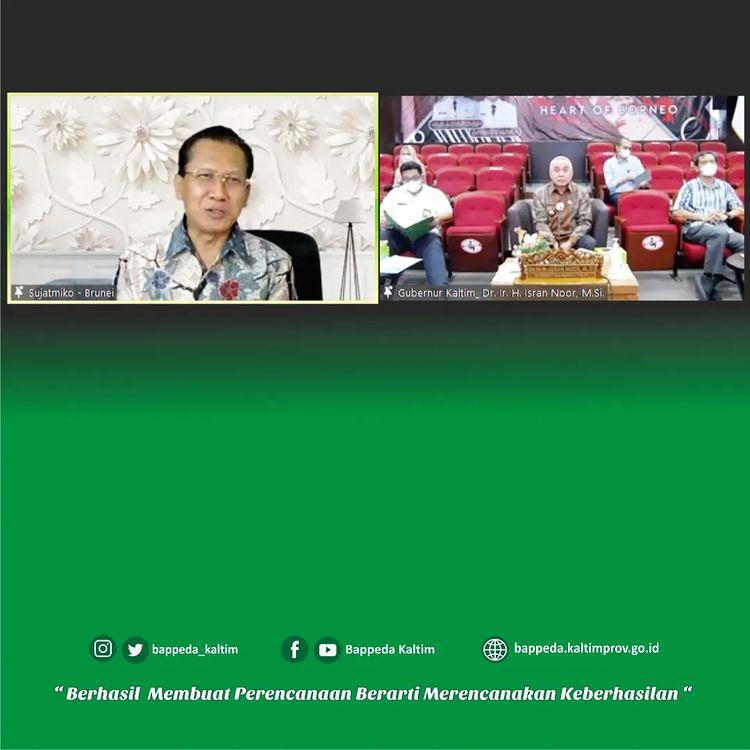 HEART OF BORNEO
Sujatmiko - Brunei
Gubernur Kaltim_ Dr. Ir. H. Isran Noor, M.Si.
bappeda_kaltim
Bappeda Kaltim
bappeda.kaltimprov.go.id
“ Berhasil Membuat Perencanaan Berarti Merencanakan Keberhasilan “